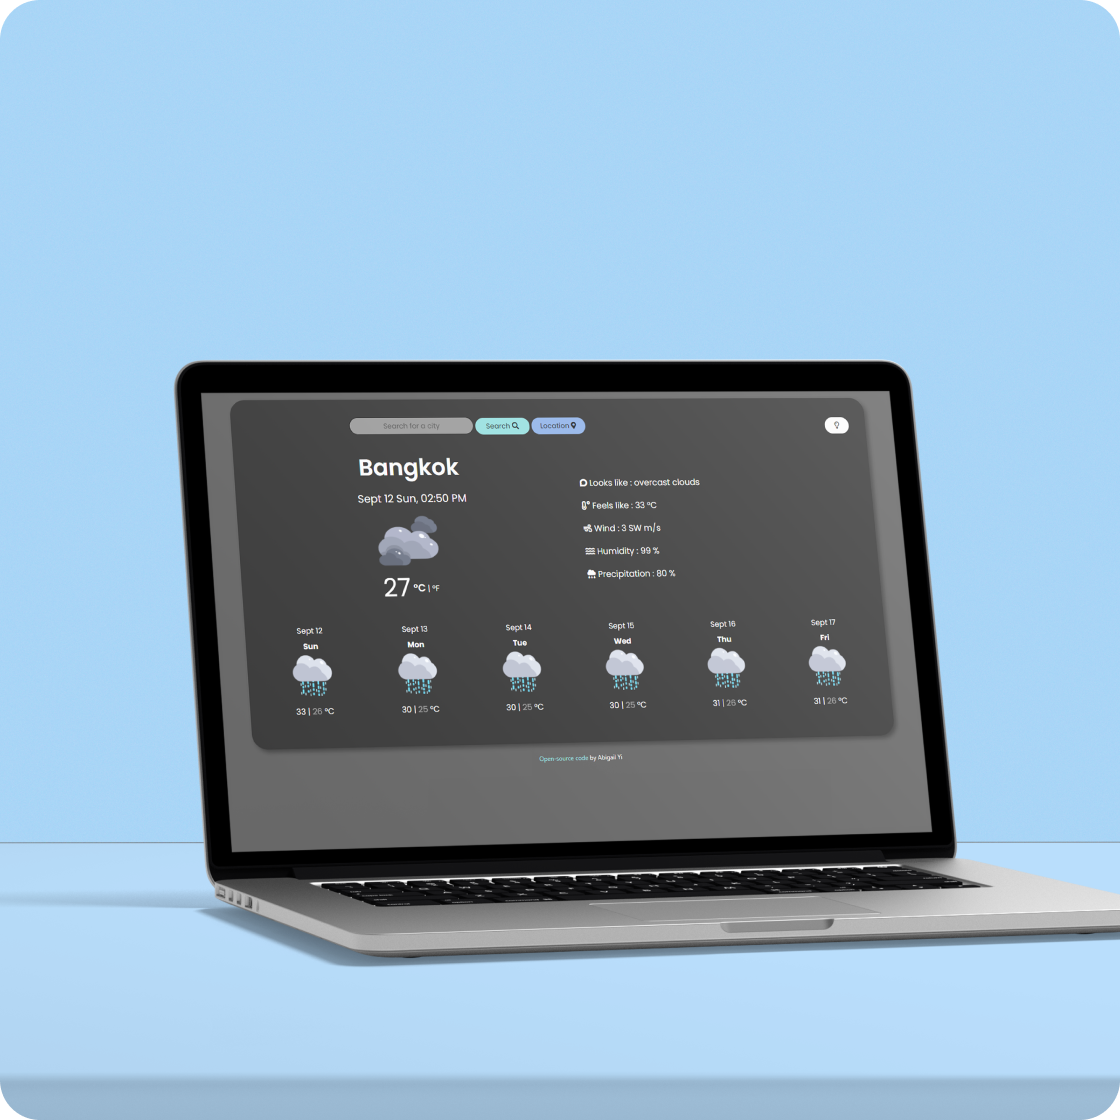 Search for a city Search Location
Bangkok
Sept 12 Sun, 02:50 PM
27 °C | °F
Looks like : overcast clouds
Feels like : 33 °C
Wind : 3 SW m/s
Humidity : 99 %
Precipitation : 80 %
Sept 12 Sept 13 Sept 14 Sept 15 Sept 16 Sept 17
Sun Mon Tue Wed Thu Fri
33 | 26 °C 30 | 25 °C 30 | 25 °C 30 | 25 °C 31 | 26 °C 31 | 26 °C
Open-source code by Abigail Yi